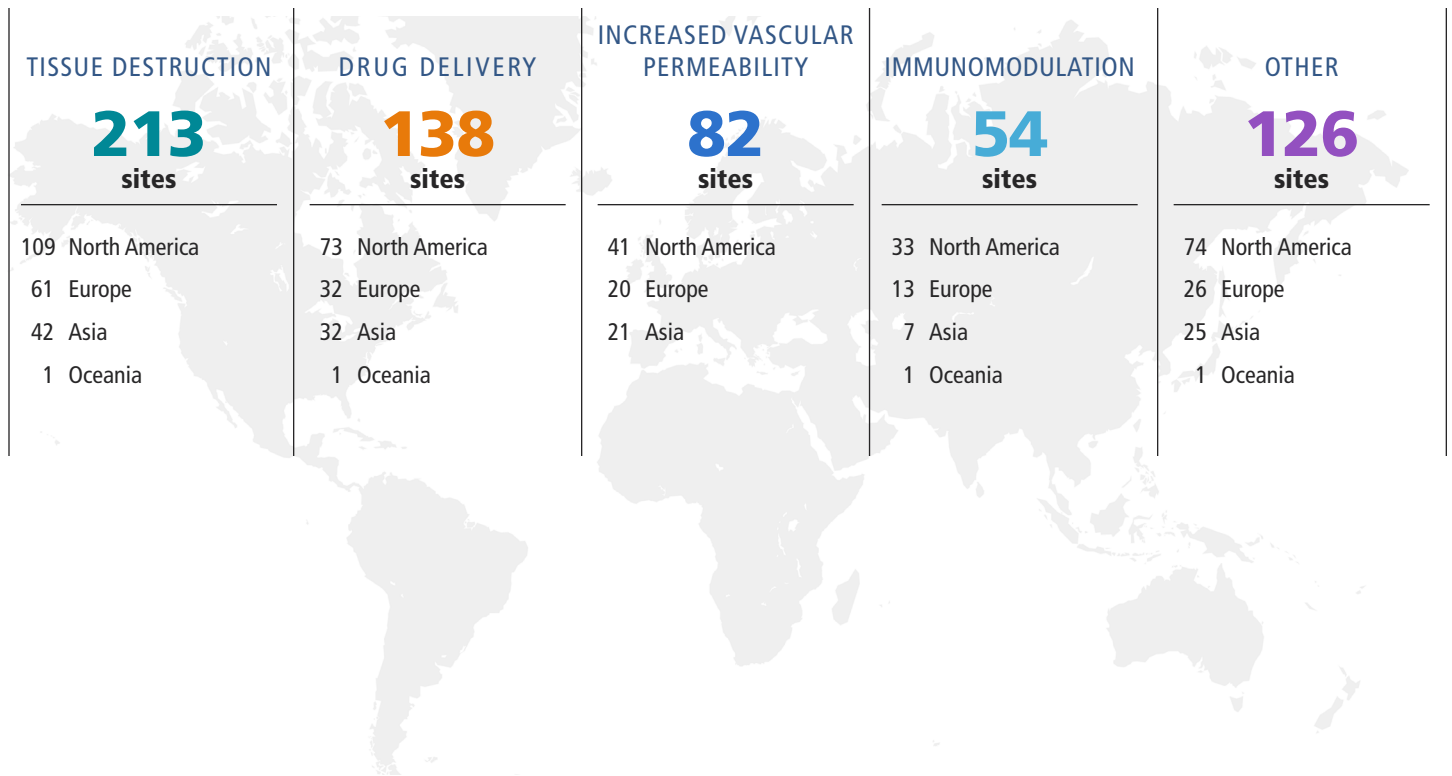 TISSUE DESTRUCTION
213
sites
109 North America
61 Europe
42 Asia
1 Oceania
DRUG DELIVERY
138
sites
73 North America
32 Europe
32 Asia
1 Oceania
INCREASED VASCULAR
PERMEABILITY
82
sites
41 North America
20 Europe
21 Asia
IMMUNOMODULATION
54
sites
33 North America
13 Europe
7 Asia
1 Oceania
OTHER
126
sites
74 North America
26 Europe
25 Asia
1 Oceania